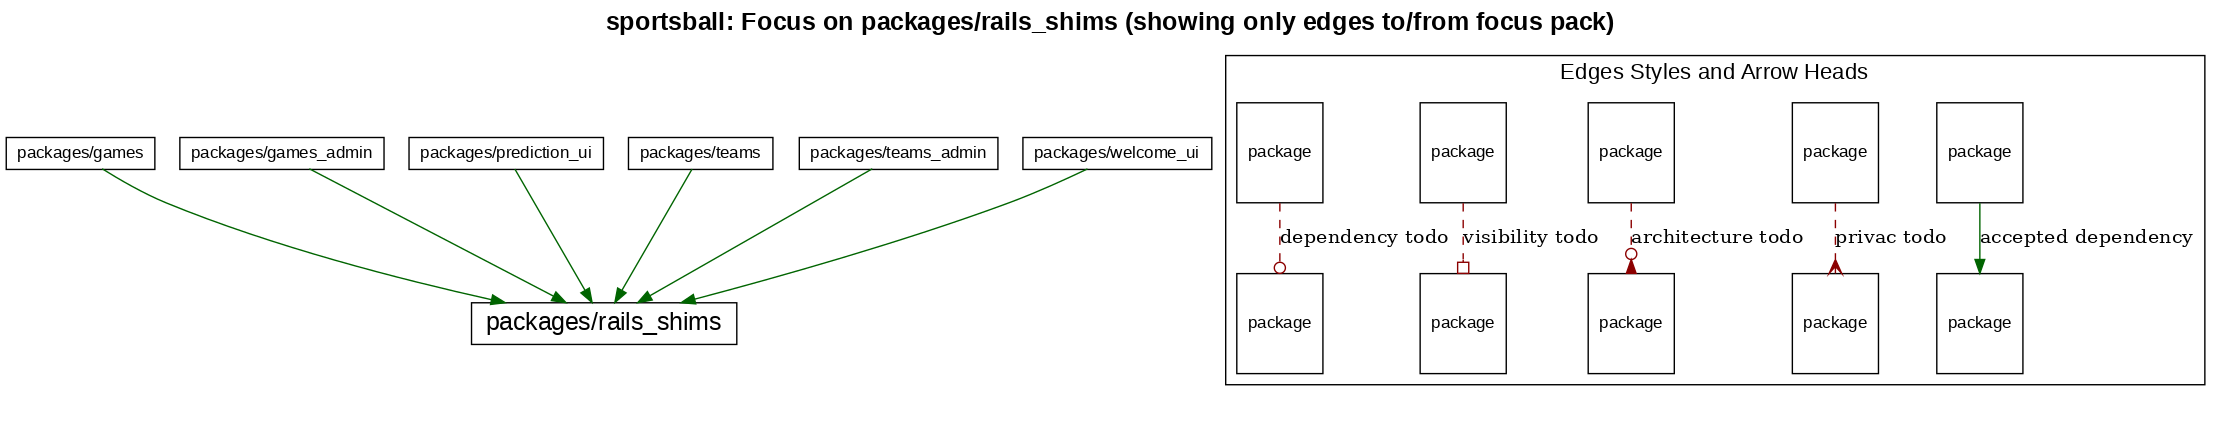 sportsball: Focus on packages/rails_shims (showing only edges to/from focus pack)
packages/games
packages/games_admin
packages/prediction_ui
packages/teams
packages/teams_admin
packages/welcome_ui
packages/rails_shims
Edges Styles and Arrow Heads
package
package
package
package
package
dependency todo
visibility todo
architecture todo
privac todo
accepted dependency
package
package
package
package
package